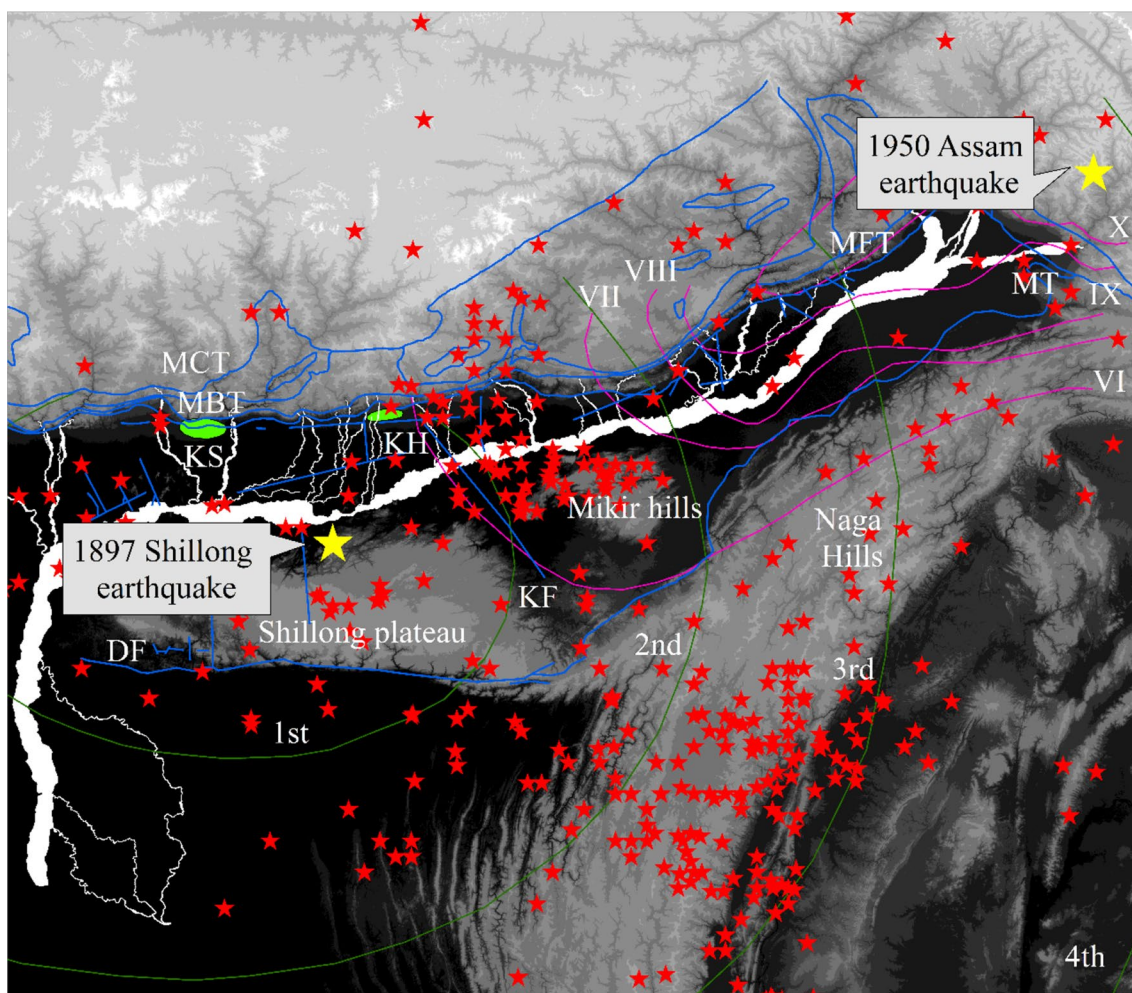 1950 Assam
earthquake
X
MFT
VIII
MT
IX
VII
MCT
VI
MBT
KH
KS
Mikir hills
Naga
Hills
1897 Shillong
earthquake
KF
Shillong plateau
DF
2nd
3rd
1st
4th